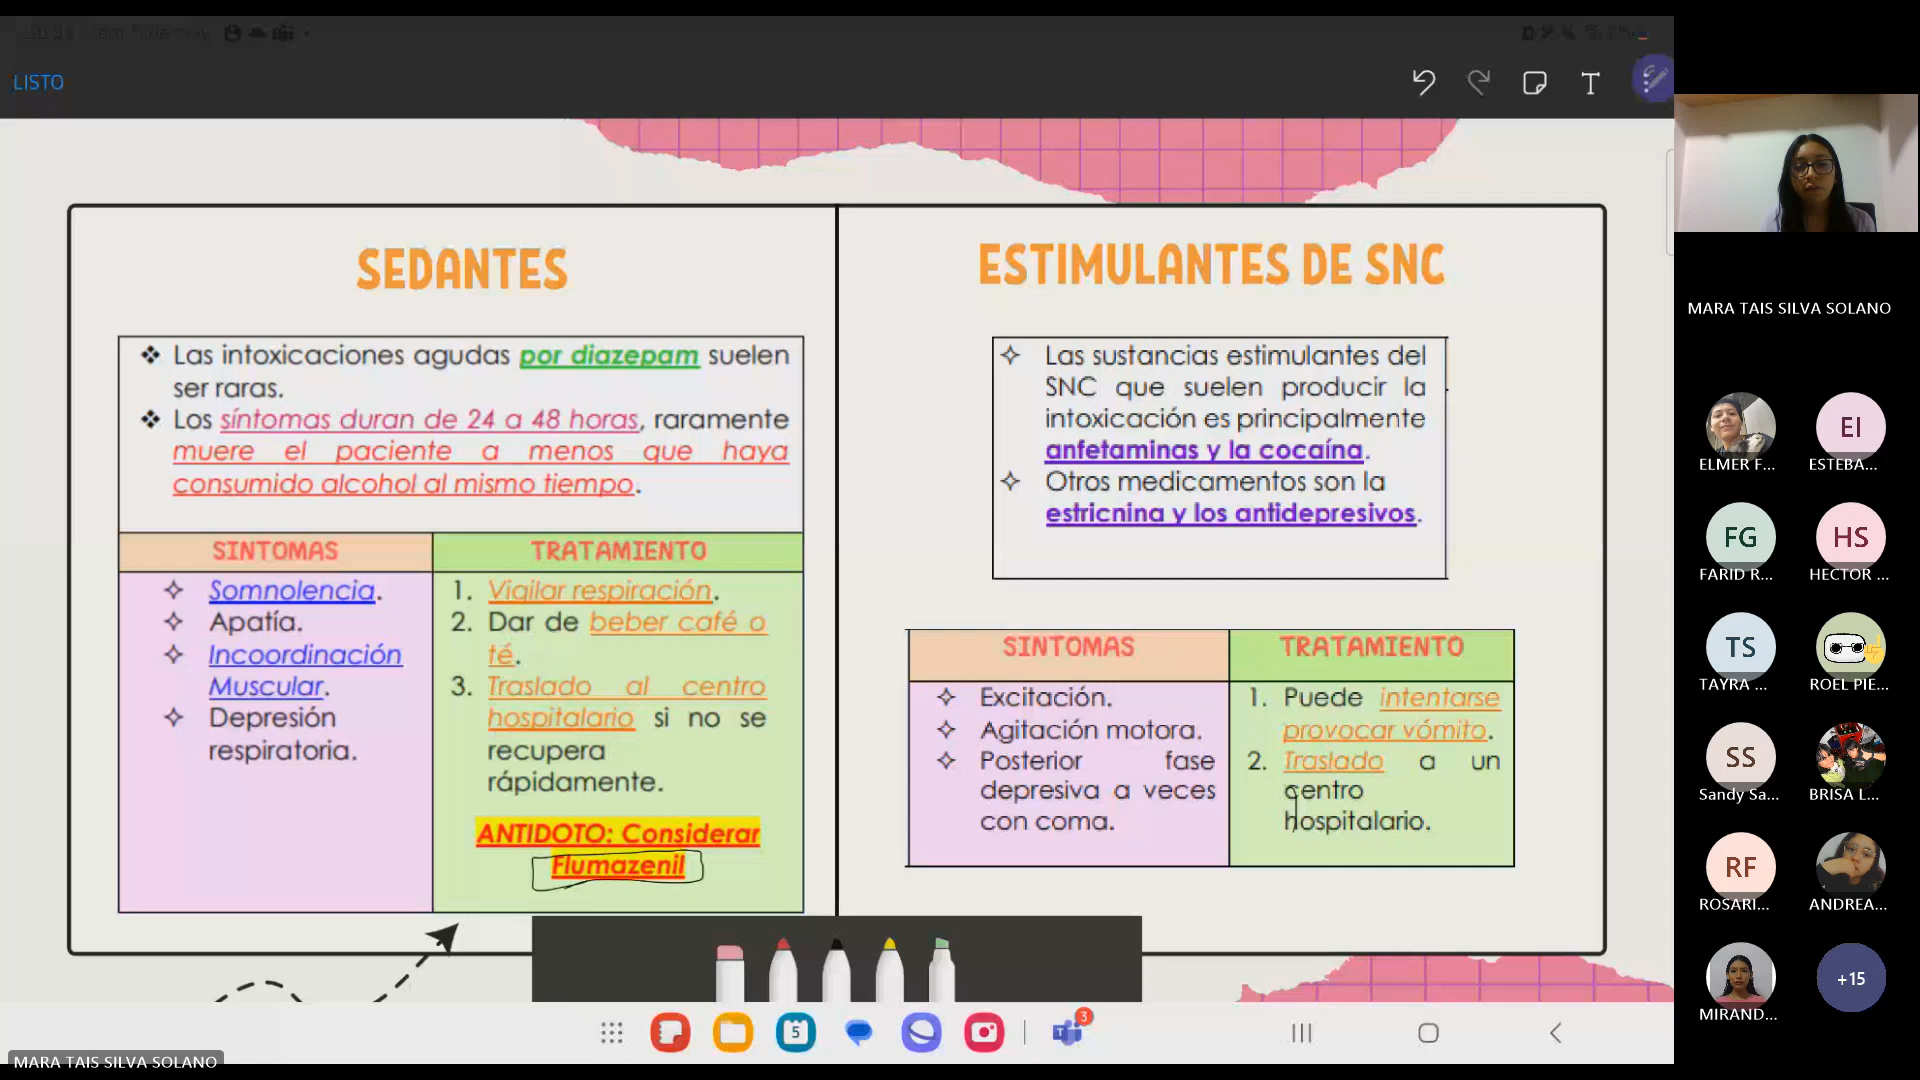 LISTO
SEDANTES
Las intoxicaciones agudas por diazepam suelen
ser raras.
Los síntomas duran de 24 a 48 horas, raramente
muere el paciente a menos que haya
consumido alcohol al mismo tiempo.
SINTOMAS
TRATAMIENTO
Somnolencia.
Apatía.
Incoordinación
Muscular.
Depresión
respiratoria.
1. Vigilar respiración.
2. Dar de beber café o
té.
3. Traslado al centro
hospitalario si no se
recupera
rápidamente.
ANTIDOTO: Considerar
Flumazenil
ESTIMULANTES DE SNC
Las sustancias estimulantes del
SNC que suelen producir la
intoxicación es principalmente
anfetaminas y la cocaína.
Otros medicamentos son la
estricnina y los antidepresivos.
SINTOMAS
TRATAMIENTO
Excitación.
Agitación motora.
Posterior fase
depresiva a veces
con coma.
1. Puede intentarse
provocar vómito.
2. Traslado a un
centro
hospitalario.
5
3
MARA TAIS SILVA SOLANO
MARA TAIS SILVA SOLANO
ELMER F...
EI
ESTEBA...
FG
FARID R...
HS
HECTOR ...
TS
TAYRA ...
ROEL PIE...
SS
Sandy Sa...
BRISA L...
RF
ROSARI...
ANDREA...
MIRAND...
+15